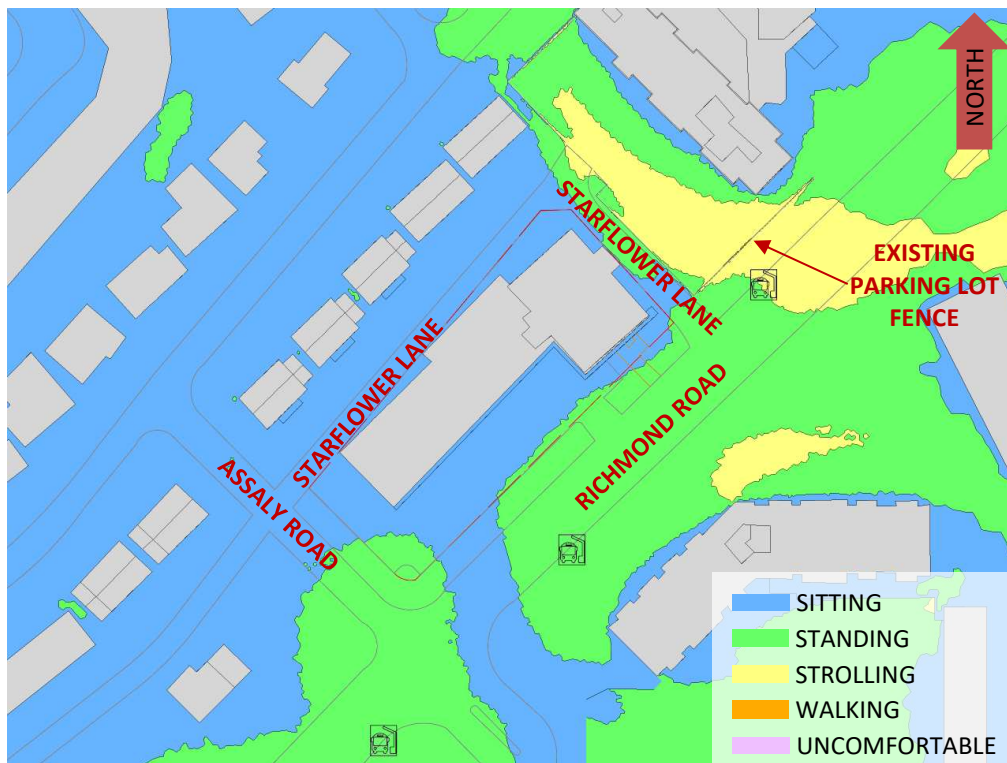 NORTH
STARFLOWER LANE
EXISTING
PARKING LOT
FENCE
STARFLOWER LANE
RICHMOND ROAD
ASSALY ROAD
SITTING
STANDING
STROLLING
WALKING
UNCOMFORTABLE